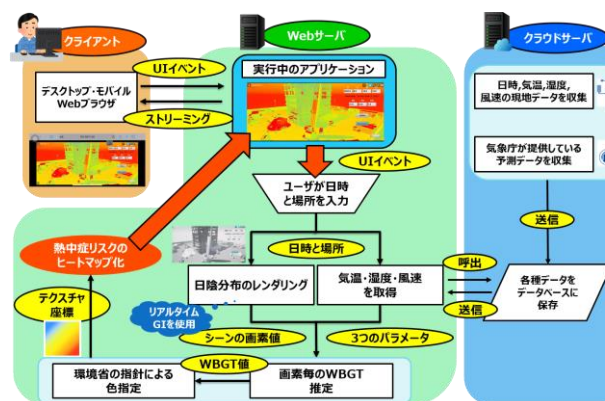 クライアント
デスクトップ・モバイル
Webブラウザ
UIイベント
ストリーミング
Webサーバ
実行中のアプリケーション
UIイベント
ユーザが日時
と場所を入力
日時と場所
日陰分布のレンダリング
気温・湿度・風速
を取得
リアルタイム
GIを使用
シーンの画素値
3つのパラメータ
画素毎のWBGT
推定
WBGT値
環境省の指針による
色指定
テクスチャ
座標
熱中症リスクの
ヒートマップ化
クラウドサーバ
日時,気温,湿度,
風速の現地データを収集
気象庁が提供している
予測データを収集
送信
呼出
送信
各種データを
データベースに
保存